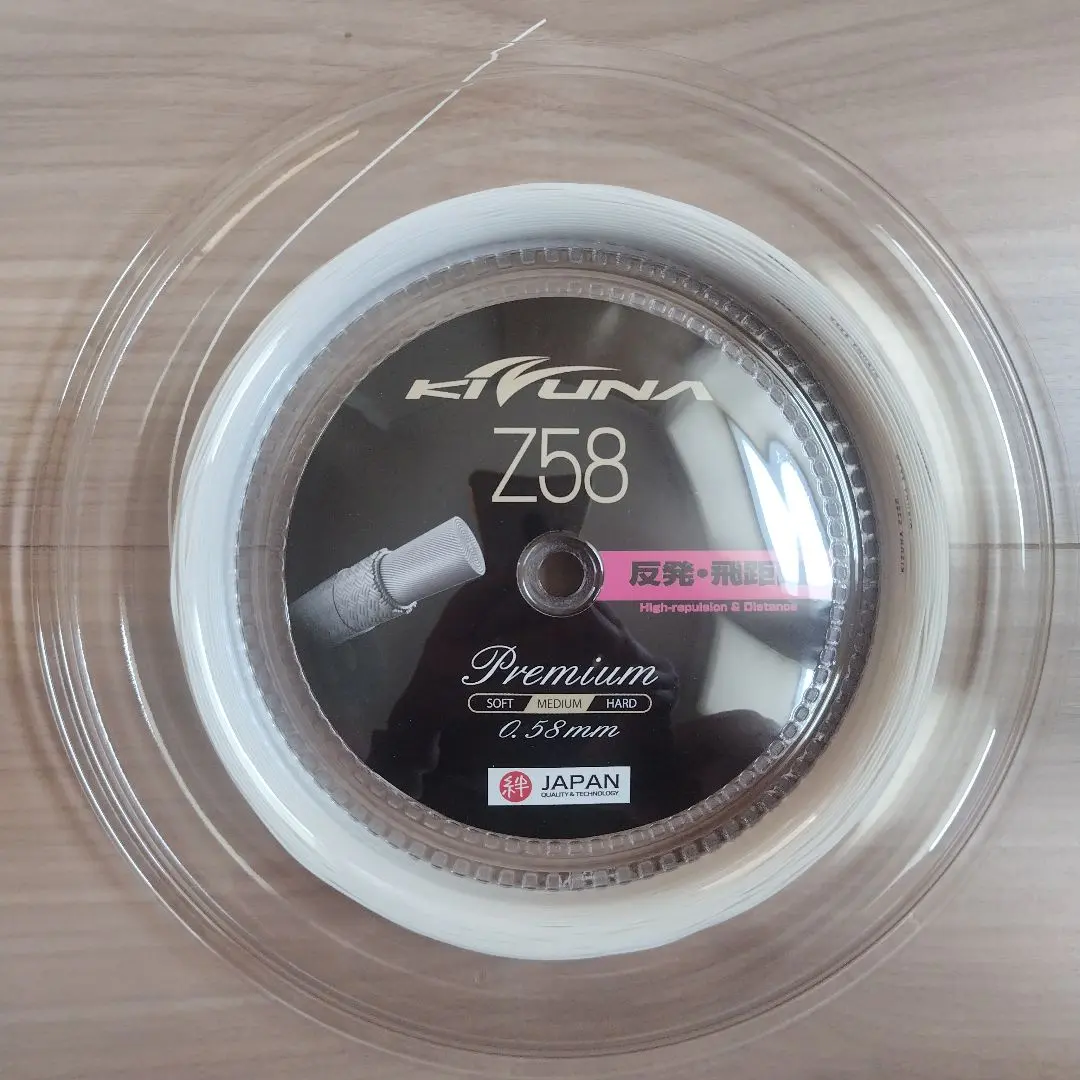 KIZUNA
Z58
反発・飛距
High-repulsion & Distance
Premium
SOFT MEDIUM HARD
0.58mm
絆 JAPAN
QUALITY & TECHNOLOGY